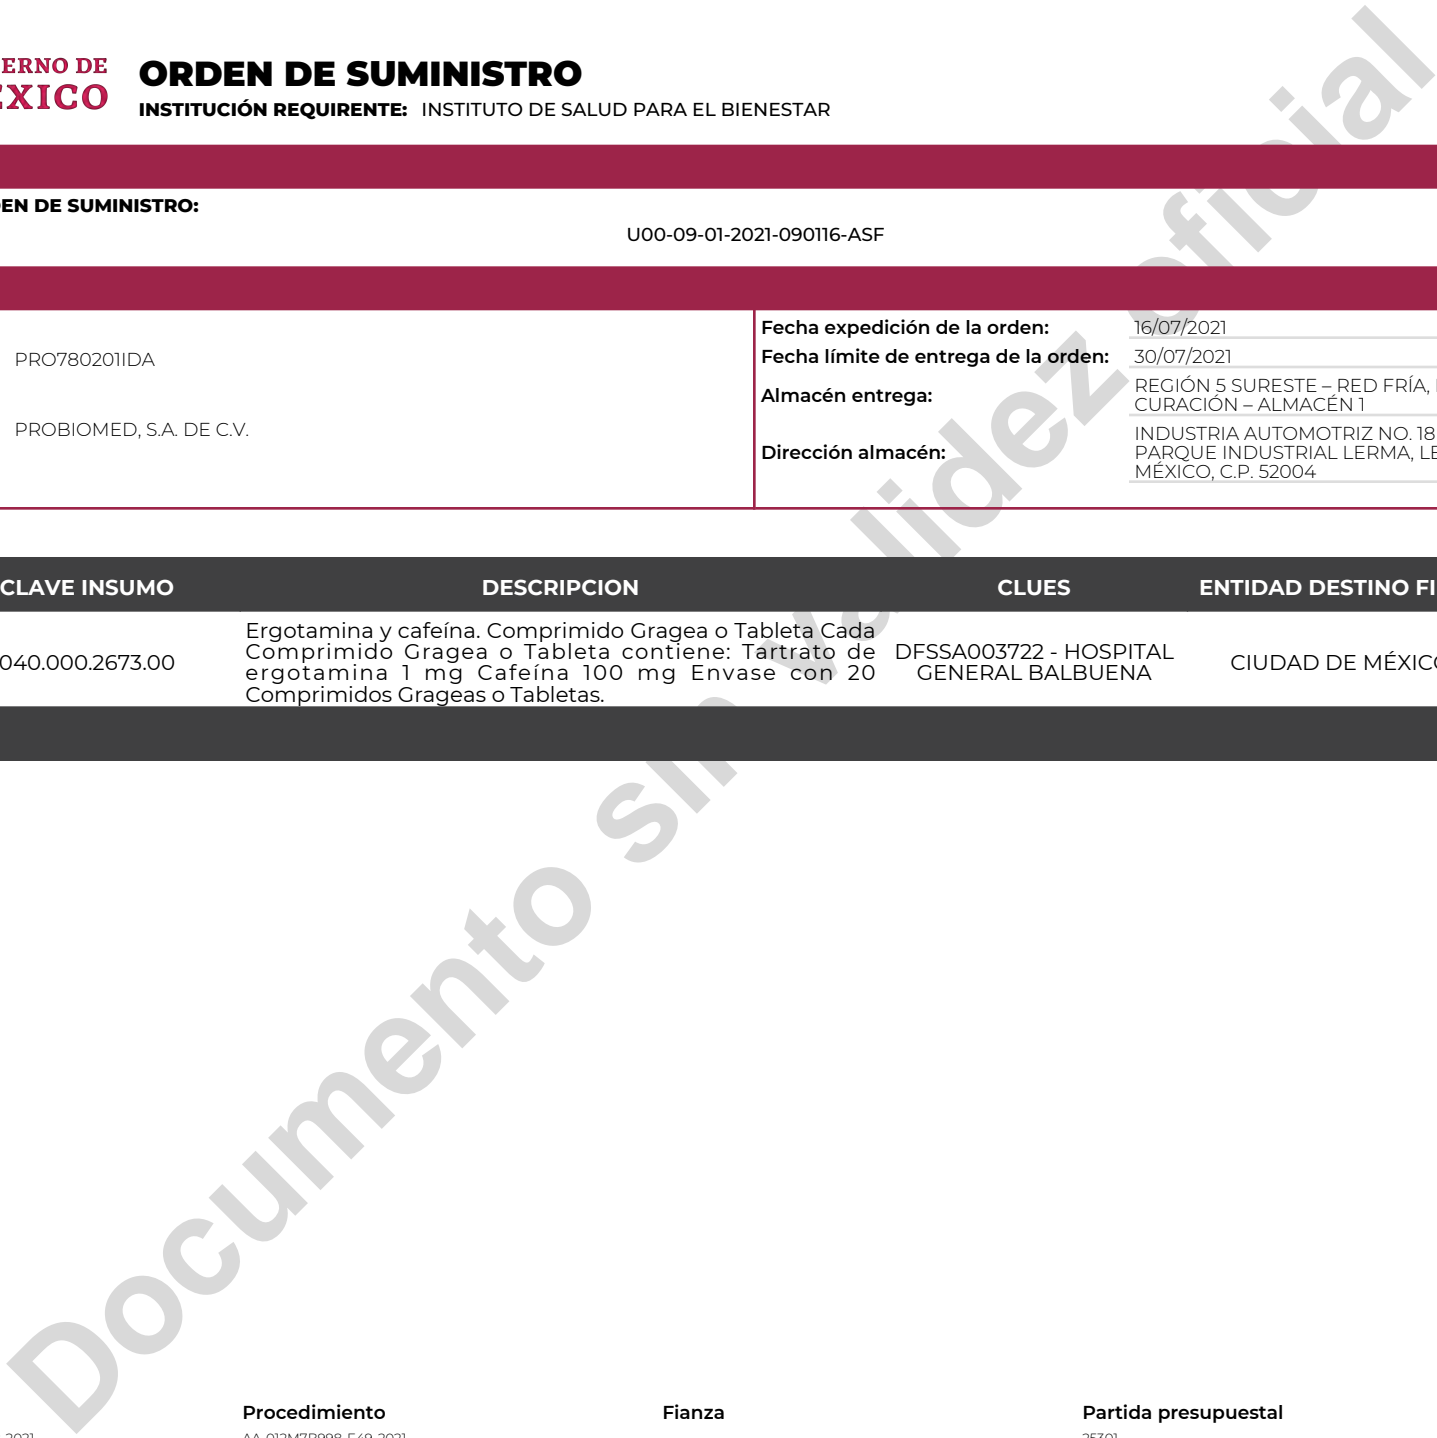 ERNO DE
ÉXICO
ORDEN DE SUMINISTRO
INSTITUCIÓN REQUIRENTE: INSTITUTO DE SALUD PARA EL BIENESTAR
EN DE SUMINISTRO:
U00-09-01-2021-090116-ASF
PRO780201IDA
PROBIOMED, S.A. DE C.V.
Fecha expedición de la orden: 16/07/2021
Fecha límite de entrega de la orden: 30/07/2021
Almacén entrega: REGIÓN 5 SURESTE – RED FRÍA,
CURACIÓN – ALMACÉN 1
Dirección almacén: INDUSTRIA AUTOMOTRIZ NO. 18
PARQUE INDUSTRIAL LERMA, LE
MÉXICO, C.P. 52004
CLAVE INSUMO DESCRIPCION CLUES ENTIDAD DESTINO FI
040.000.2673.00
Ergotamina y cafeína. Comprimido Gragea o Tableta Cada
Comprimido Gragea o Tableta contiene: Tartrato de
ergotamina 1 mg Cafeína 100 mg Envase con 20
Comprimidos Grageas o Tabletas.
DFSSA003722 - HOSPITAL
GENERAL BALBUENA
CIUDAD DE MÉXICO
Documento sin validez oficial
Procedimiento Fianza Partida presupuestal